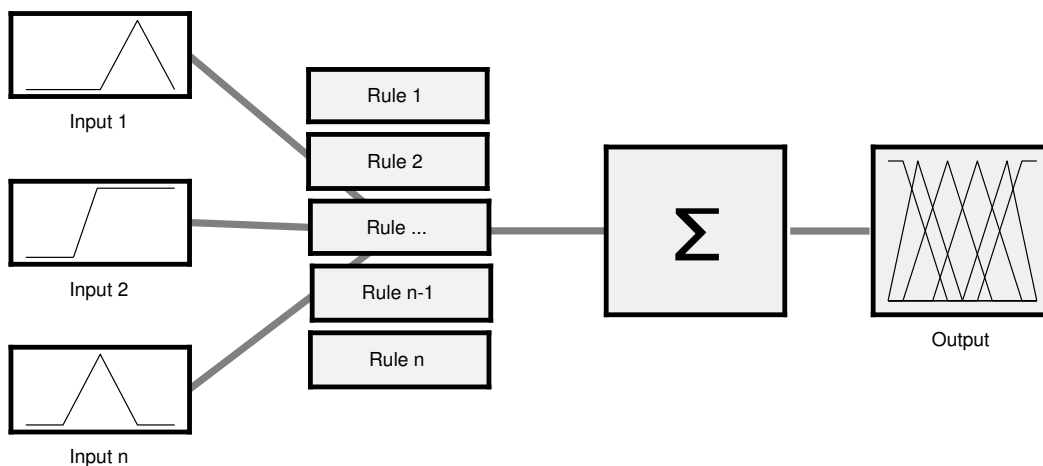 Input 1
Input 2
Input n
Rule 1
Rule 2
Rule ...
Rule n-1
Rule n
Σ
Output